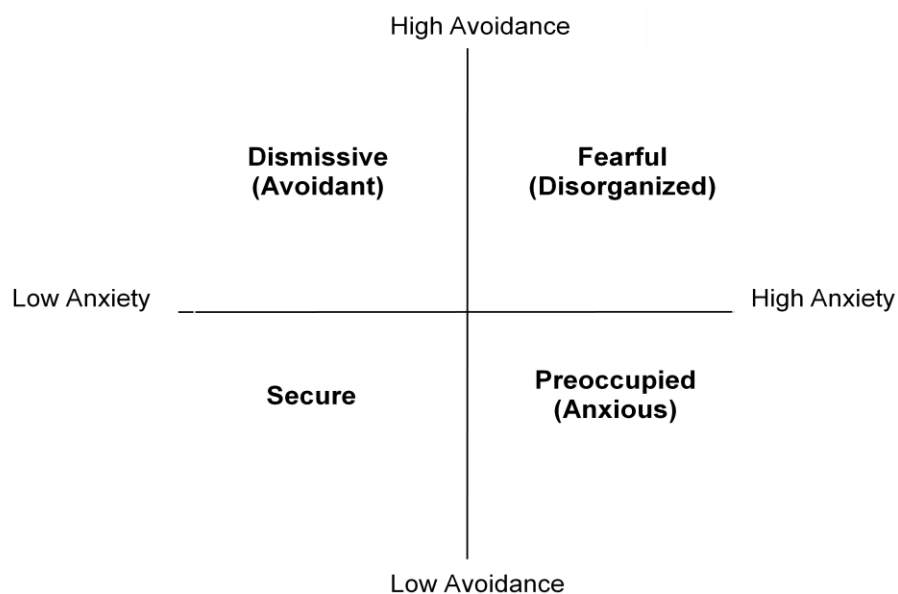 High Avoidance
Dismissive
(Avoidant)
Fearful
(Disorganized)
Low Anxiety
High Anxiety
Secure
Preoccupied
(Anxious)
Low Avoidance